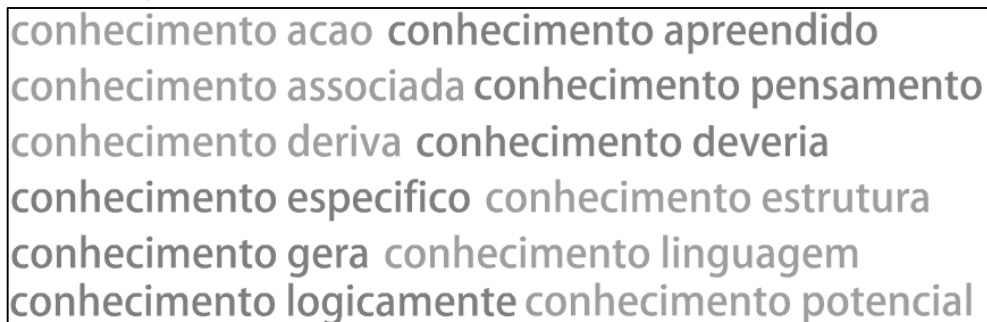 conhecimento acao conhecimento apreendido
conhecimento associada conhecimento pensamento
conhecimento deriva conhecimento deveria
conhecimento especifico conhecimento estrutura
conhecimento gera conhecimento linguagem
conhecimento logicamente conhecimento potencial